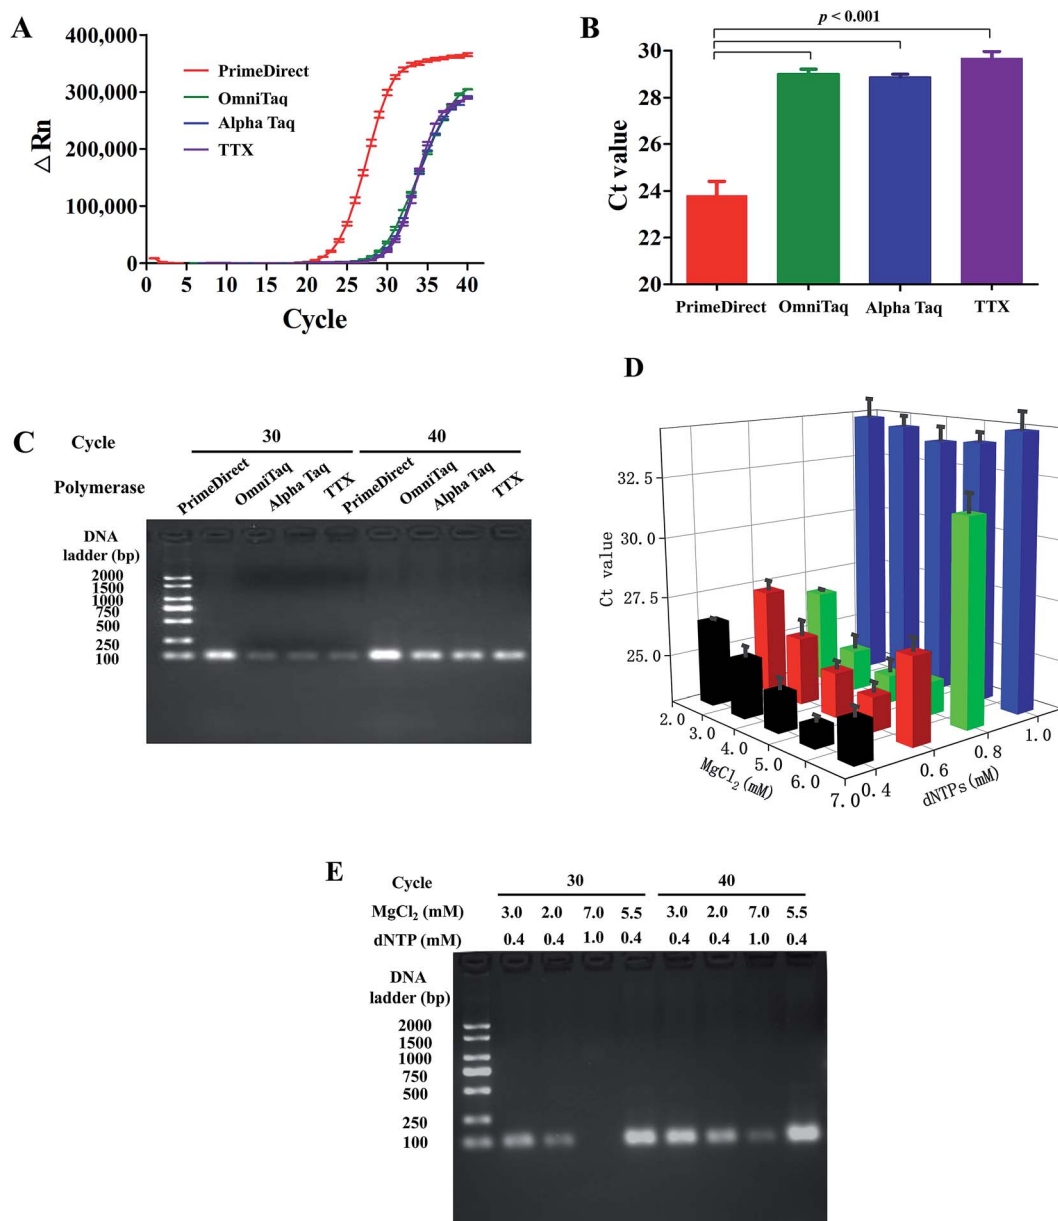 A
400,000
300,000
200,000
100,000
0
△Rn
PrimeDirect
OmniTaq
Alpha Taq
TTX
0 5 10 15 20 25 30 35 40
Cycle
B
p < 0.001
30
28
26
24
22
20
Ct value
PrimeDirect OmniTaq Alpha Taq TTX
C
Cycle 30 40
Polymerase PrimeDirect OmniTaq Alpha Taq TTX PrimeDirect OmniTaq Alpha Taq TTX
DNA
ladder (bp)
2000
1500
1000
750
500
250
100
D
32.5
30.0
27.5
25.0
Ct value
2.0 3.0 4.0 5.0 6.0 7.0
MgCl₂(mM)
0.4 0.6 0.8 1.0
dNTPs(mM)
E
Cycle 30 40
MgCl₂ (mM) 3.0 2.0 7.0 5.5 3.0 2.0 7.0 5.5
dNTP (mM) 0.4 0.4 1.0 0.4 0.4 0.4 1.0 0.4
DNA
ladder (bp)
2000
1500
1000
750
500
250
100